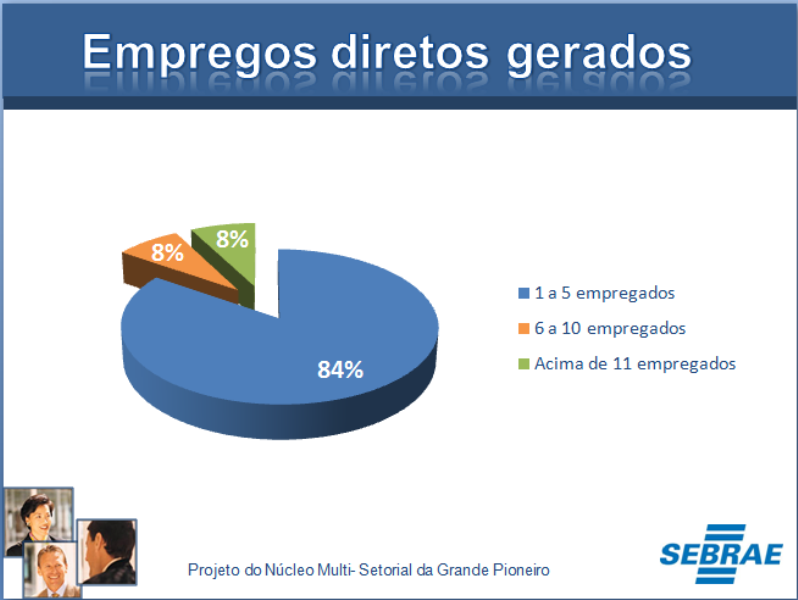 Empregos diretos gerados
8%
8%
84%
1 a 5 empregados
6 a 10 empregados
Acima de 11 empregados
Projeto do Núcleo Multi- Setorial da Grande Pioneiro
SEBRAE